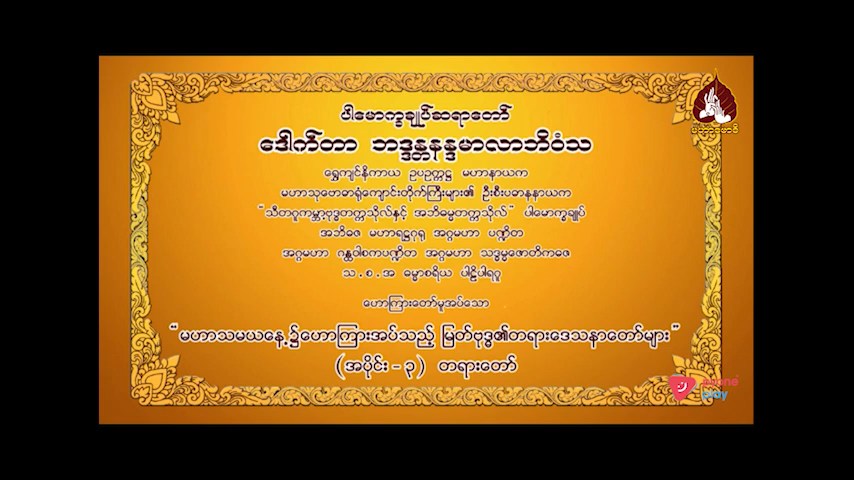 ပါမောက္ခချုပ်ဆရာတော်
ဒေါက်တာ ဘဒ္ဒန္တနန္ဒမာလာဘိဝံသ
ရွှေကျင်နိကာယ ဥပဥက္ကဋ္ဌ မဟာနာယက
မဟာသုဗောဓာရုံကျောင်းတိုက်ကြီးများ၏ ဦးစီးပဓာနနာယက
“သီတဂူကမ္ဘာ့ဗုဒ္ဓတက္ကသိုလ်နှင့် အဘိဓမ္မတက္ကသိုလ်” ပါမောက္ခချုပ်
အဘိဓဇ မဟာရဋ္ဌဂုရု အဂ္ဂမဟာ ပဏ္ဍိတ
အဂ္ဂမဟာ ဂန္ထဝါစကပဏ္ဍိတ အဂ္ဂမဟာ သဒ္ဓမ္မဇောတိကဓဇ
သ.စ.အ ဓမ္မာစရိယ ပါဠိပါရဂူ
ဟောကြားတော်မူအပ်သော
“မဟာသမယနေ့၌ဟောကြားအပ်သည့် မြတ်ဗုဒ္ဓ၏တရားဒေသနာတော်များ”
(အပိုင်း-၃) တရားတော်
play